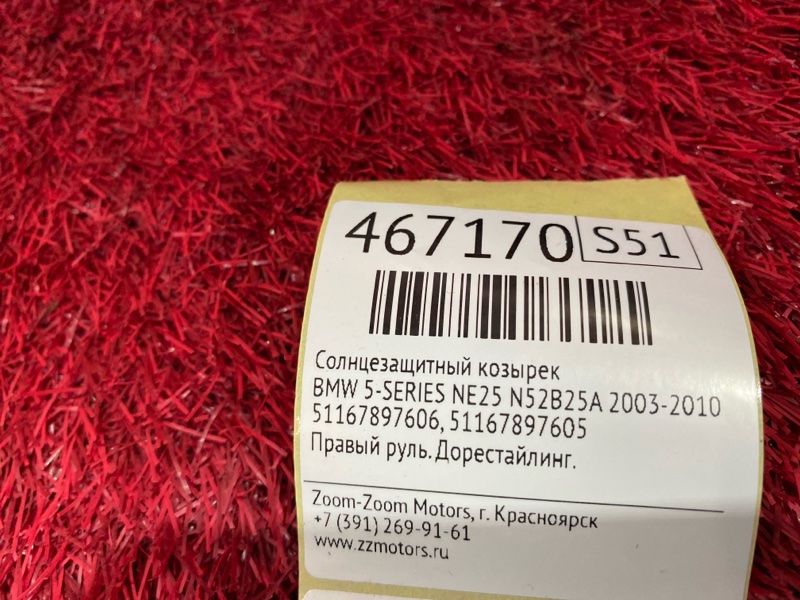 467170 S51
Солнцезащитный козырек
BMW 5-SERIES NE25 N52B25A 2003-2010
51167897606, 51167897605
Правый руль. Дорестайлинг.
Zoom-Zoom Motors, г. Красноярск
+7 (391) 269-91-61
www.zzmotors.ru